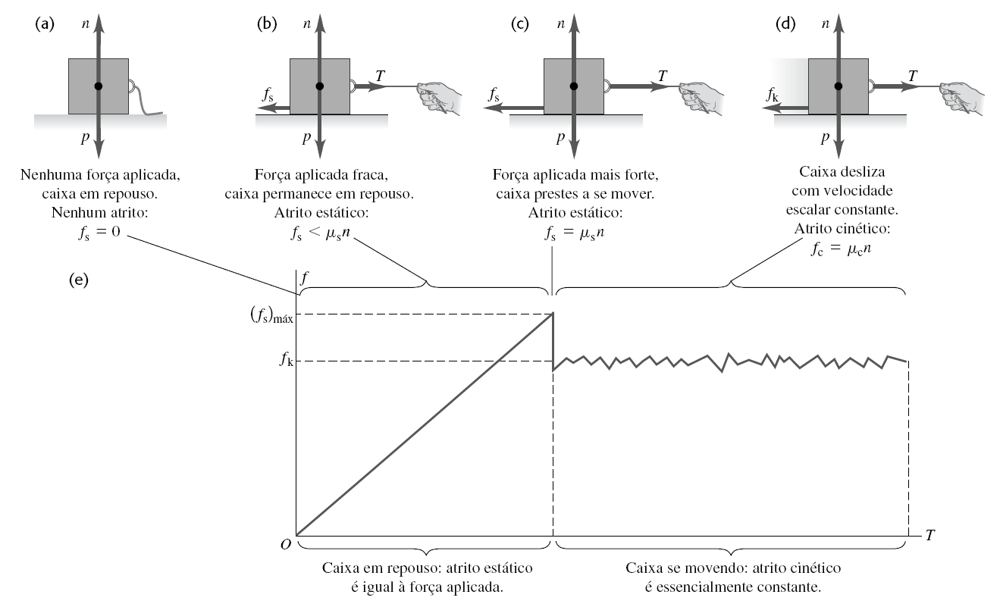 (a)
n
p
Nenhuma força aplicada,
caixa em repouso.
Nenhum atrito:
fs = 0
(b)
n
T
fs
p
Força aplicada fraca,
caixa permanece em repouso.
Atrito estático:
fs < μsn
(c)
n
T
fs
p
Força aplicada mais forte,
caixa prestes a se mover.
Atrito estático:
fs = μsn
(d)
n
T
fk
p
Caixa desliza
com velocidade
escalar constante.
Atrito cinético:
fc = μcn
(e)
f
(fs)máx
fk
O
T
Caixa em repouso: atrito estático
é igual à força aplicada.
Caixa se movendo: atrito cinético
é essencialmente constante.